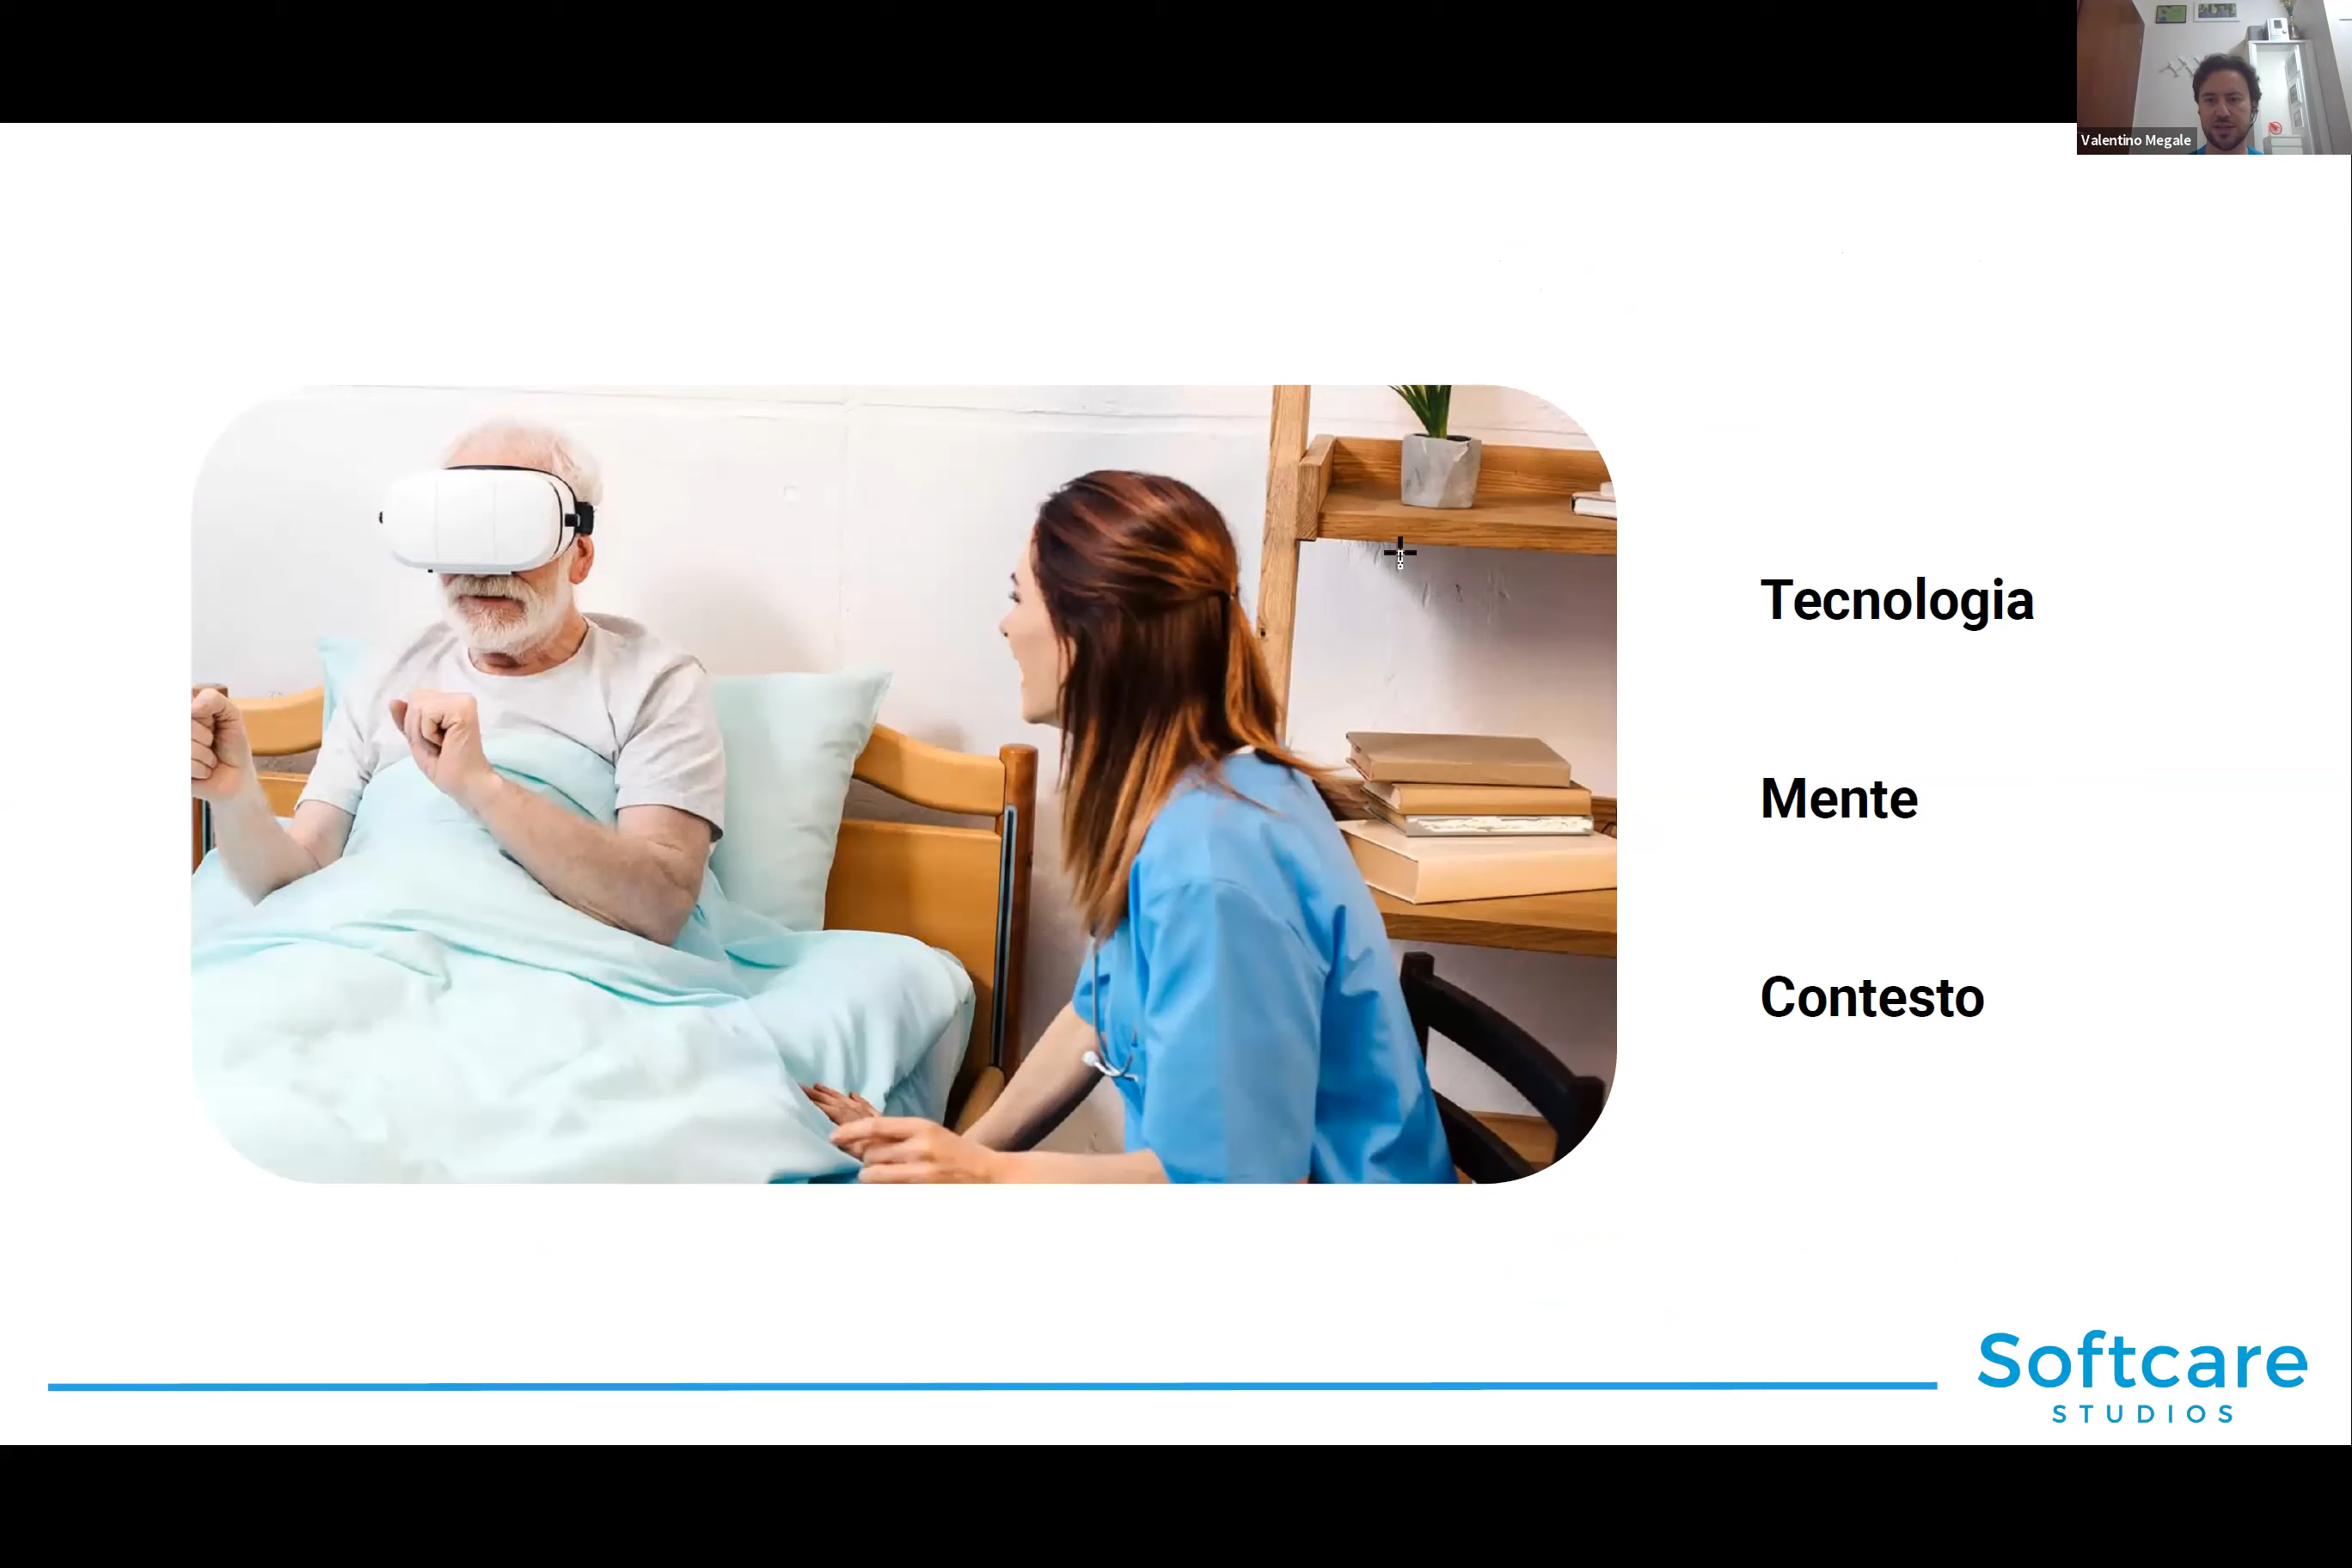 Valentino Megale
Tecnologia
Mente
Contesto
Softcare
STUDIOS